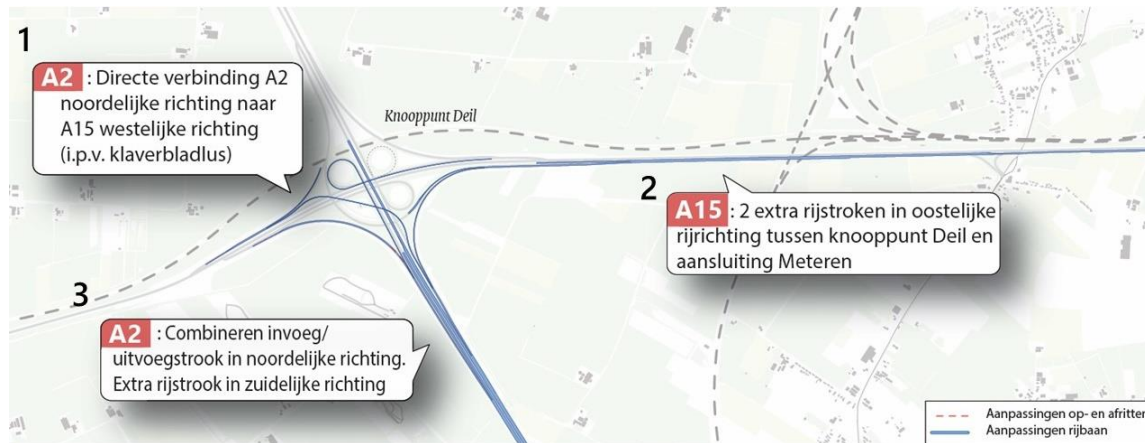 1
A2 : Directe verbinding A2
noordelijke richting naar
A15 westelijke richting
(i.p.v. klaverbladlus)
Knooppunt Deil
2
A15 : 2 extra rijstroken in oostelijke
rijrichting tussen knooppunt Deil en
aansluiting Meteren
3
A2 : Combineren invoeg/
uitvoegstrook in noordelijke richting.
Extra rijstrook in zuidelijke richting
Aanpassingen op- en afritten
Aanpassingen rijbaan